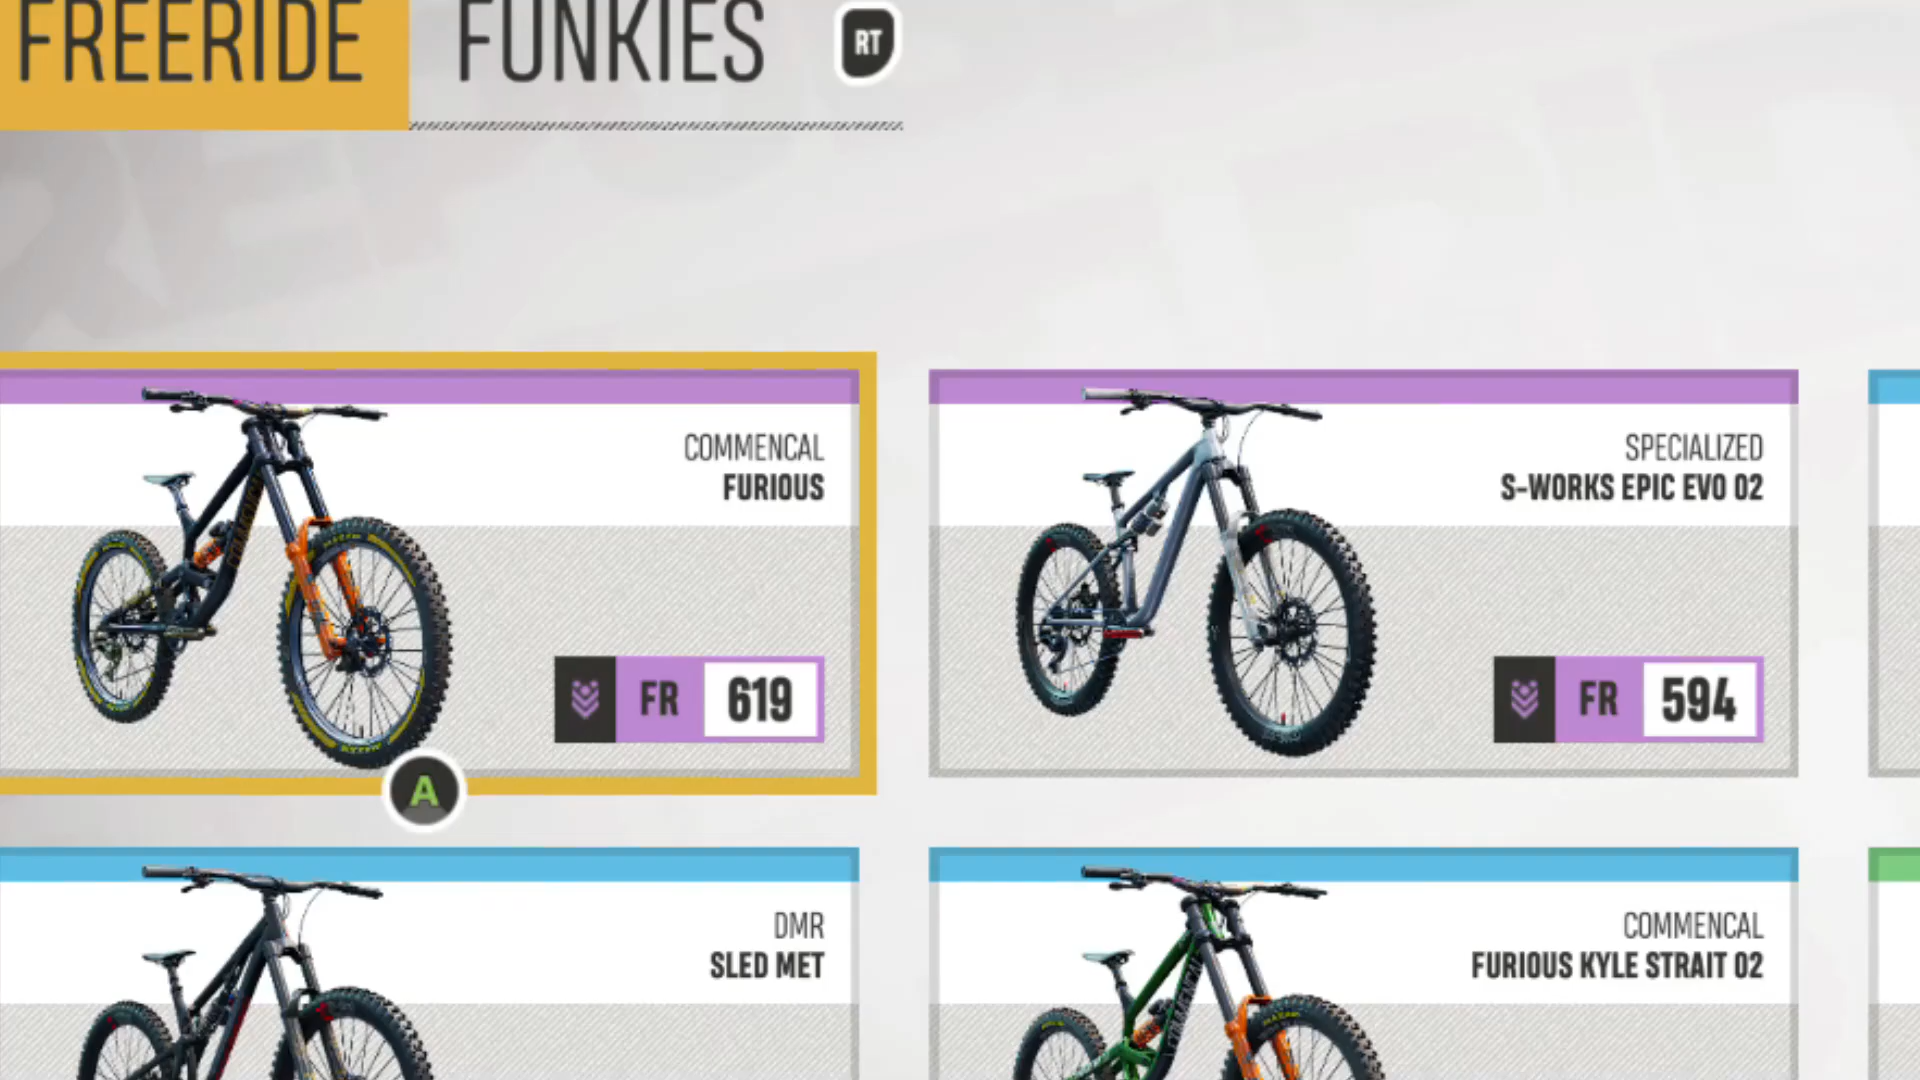 FREERIDE FUNKIES RT
COMMENCAL
FURIOUS
FR 619
A
SPECIALIZED
S-WORKS EPIC EVO 02
FR 594
DMR
SLED MET
COMMENCAL
FURIOUS KYLE STRAIT 02